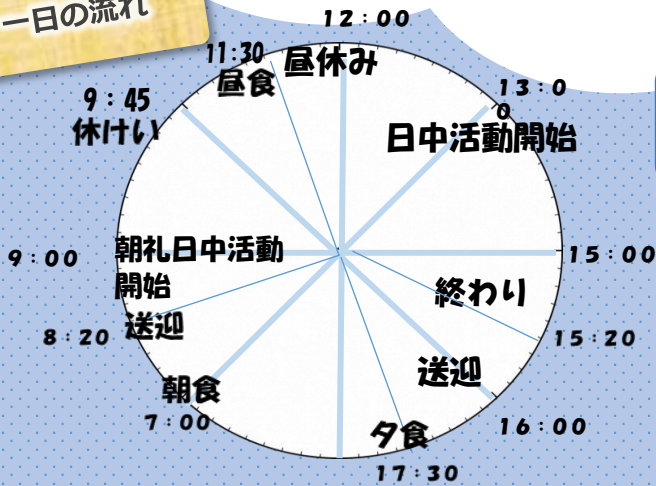 一日の流れ
12:00
11:30
昼食
昼休み
13:0
0
日中活動開始
9:45
休けい
9:00
朝礼日中活動
開始
15:00
終わり
15:20
8:20
送迎
送迎
16:00
朝食
7:00
夕食
17:30